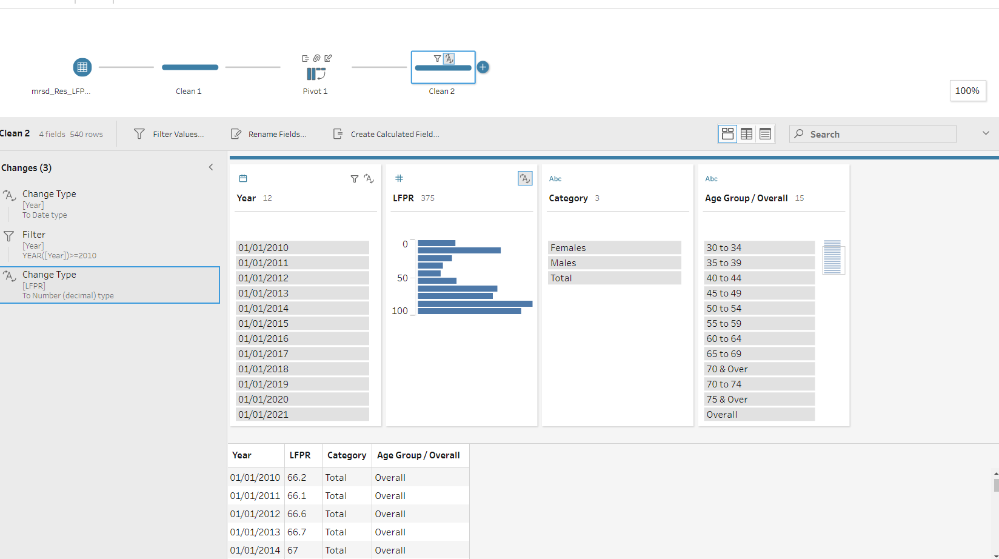 mrsd_Res_LFP...
Clean 1
Pivot 1
Clean 2
100%
Clean 2 4 fields 540 rows
Filter Values...
Rename Fields...
Create Calculated Field...
Search
Changes (3)
Change Type
[Year]
To Date type
Filter
[Year]
YEAR([Year])>=2010
Change Type
[LFPR]
To Number (decimal) type
Year 12
01/01/2010
01/01/2011
01/01/2012
01/01/2013
01/01/2014
01/01/2015
01/01/2016
01/01/2017
01/01/2018
01/01/2019
01/01/2020
01/01/2021
#
LFPR 375
0
50
100
Abc
Category 3
Females
Males
Total
Abc
Age Group / Overall 15
30 to 34
35 to 39
40 to 44
45 to 49
50 to 54
55 to 59
60 to 64
65 to 69
70 & Over
70 to 74
75 & Over
Overall
Year LFPR Category Age Group / Overall
01/01/2010 66.2 Total Overall
01/01/2011 66.1 Total Overall
01/01/2012 66.6 Total Overall
01/01/2013 66.7 Total Overall
01/01/2014 67 Total Overall